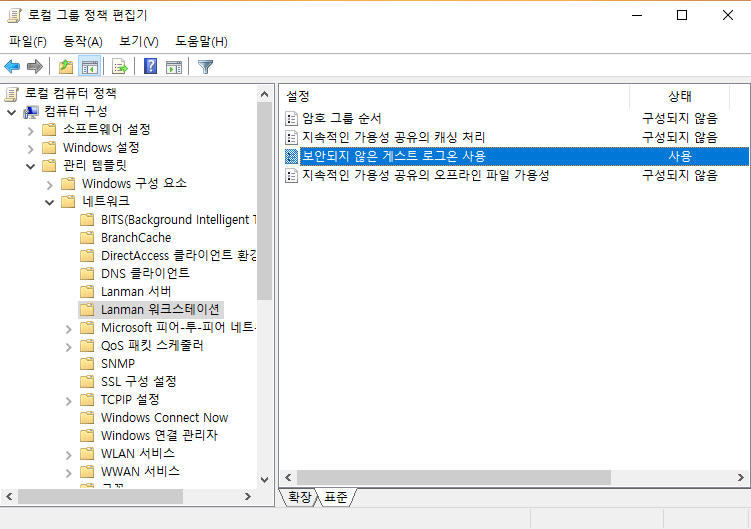 로컬 그룹 정책 편집기
파일(F) 동작(A) 보기(V) 도움말(H)
로컬 컴퓨터 정책
컴퓨터 구성
소프트웨어 설정
Windows 설정
관리 템플릿
Windows 구성 요소
네트워크
BITS(Background Intelligent T
BranchCache
DirectAccess 클라이언트 환경
DNS 클라이언트
Lanman 서버
Lanman 워크스테이션
Microsoft 피어-투-피어 네트
QoS 패킷 스케줄러
SNMP
SSL 구성 설정
TCPIP 설정
Windows Connect Now
Windows 연결 관리자
WLAN 서비스
WWAN 서비스
설정 상태
암호 그룹 순서 구성되지 않음
지속적인 가용성 공유의 캐싱 처리 구성되지 않음
보안되지 않은 게스트 로그온 사용 사용
지속적인 가용성 공유의 오프라인 파일 가용성 구성되지 않음
확장 표준